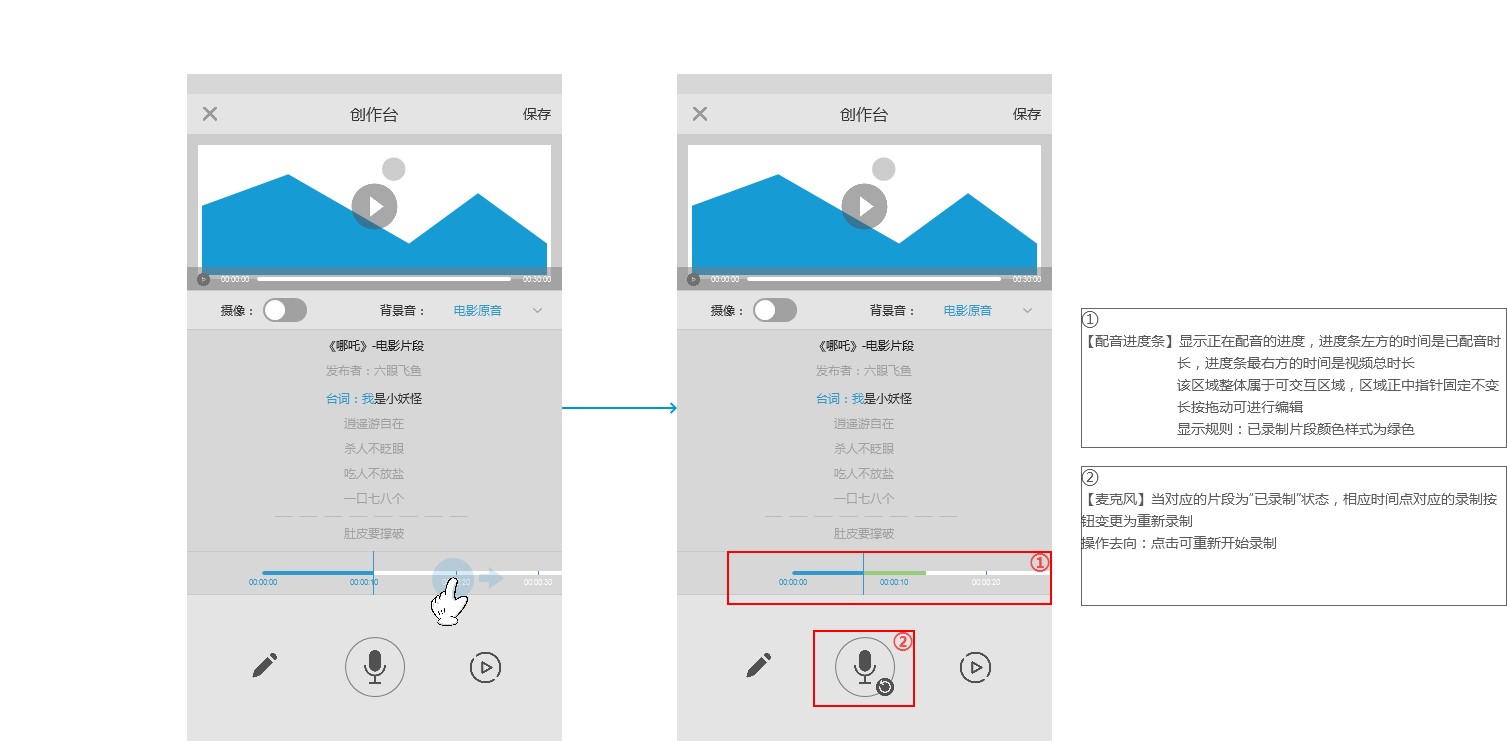 创作台
保存
00:00:00
00:30:00
摄像：
背景音：
电影原音
《哪吒》-电影片段
发布者：六眼飞鱼
台词：我是小妖怪
逍遥游自在
杀人不眨眼
吃人不放盐
一口七八个
肚皮要撑破
00:00:00
00:00:10
00:00:30
创作台
保存
00:00:00
00:30:00
摄像：
背景音：
电影原音
《哪吒》-电影片段
发布者：六眼飞鱼
台词：我是小妖怪
逍遥游自在
杀人不眨眼
吃人不放盐
一口七八个
肚皮要撑破
①
00:00:00
00:00:10
00:00:20
②
①
【配音进度条】显示正在配音的进度，进度条左方的时间是已配音时
长，进度条最右方的时间是视频总时长
该区域整体属于可交互区域，区域正中指针固定不变
长按拖动可进行编辑
显示规则：已录制片段颜色样式为绿色
②
【麦克风】当对应的片段为"已录制"状态，相应时间点对应的录制按
钮变更为重新录制
操作去向：点击可重新开始录制